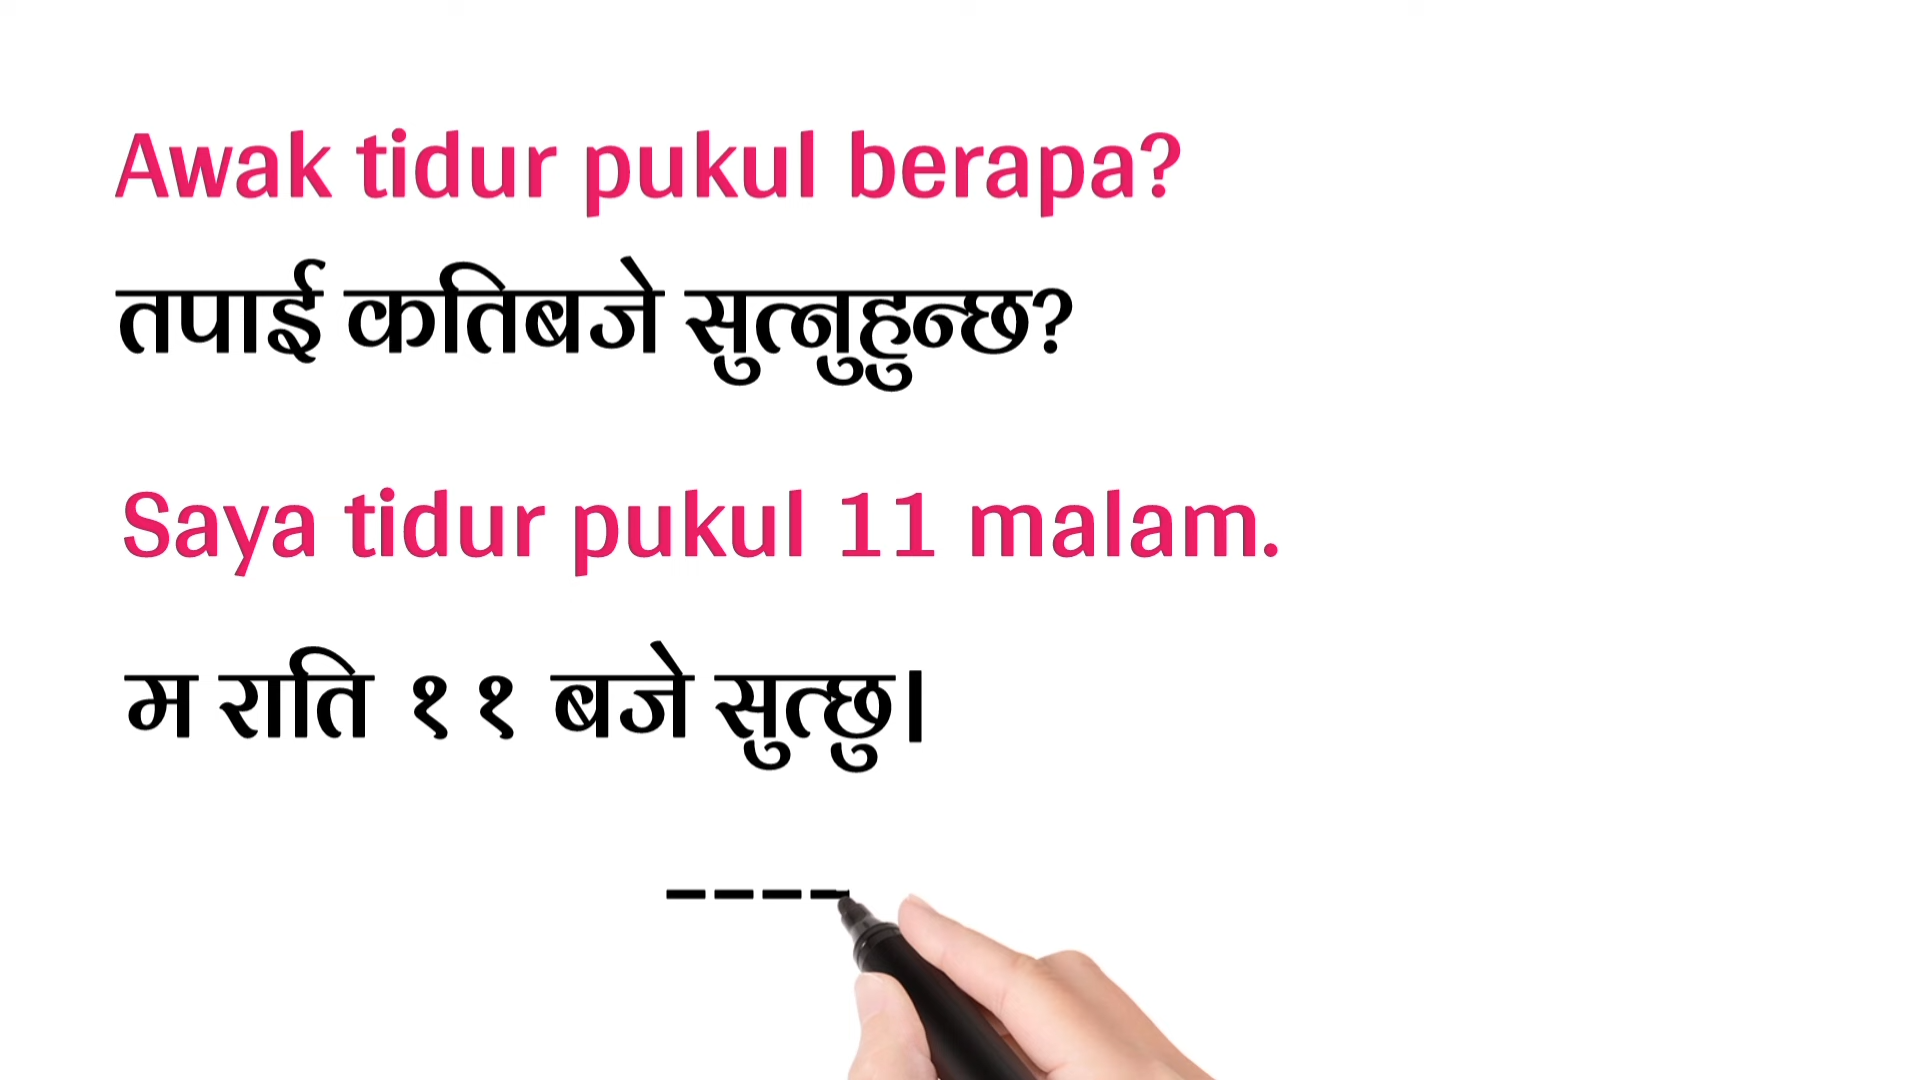 Awak tidur pukul berapa?
तपाई कतिबजे सुत्नुहुन्छ?
Saya tidur pukul 11 malam.
म राति ११ बजे सुत्छु।
----